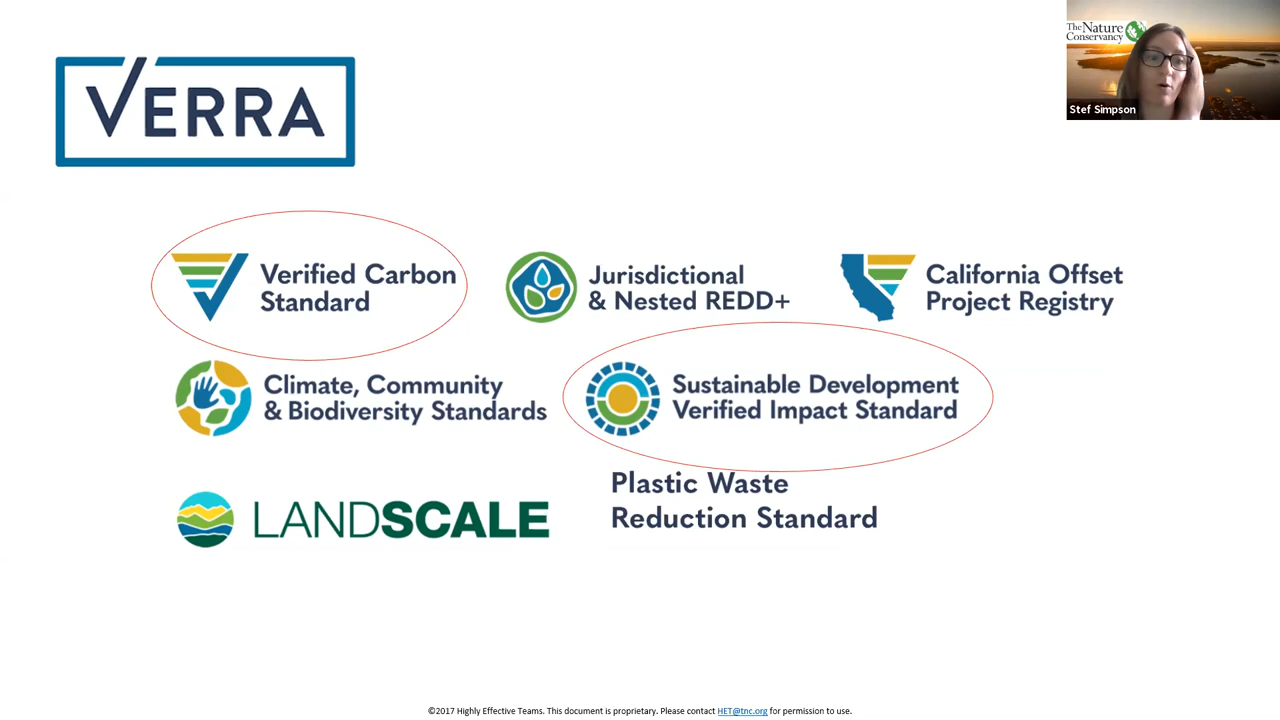 VERRA
The Nature
Conservancy
Stef Simpson
Verified Carbon
Standard
Jurisdictional
& Nested REDD+
California Offset
Project Registry
Climate, Community
& Biodiversity Standards
Sustainable Development
Verified Impact Standard
LANDSCALE
Plastic Waste
Reduction Standard
©2017 Highly Effective Teams. This document is proprietary. Please contact HET@tnc.org for permission to use.